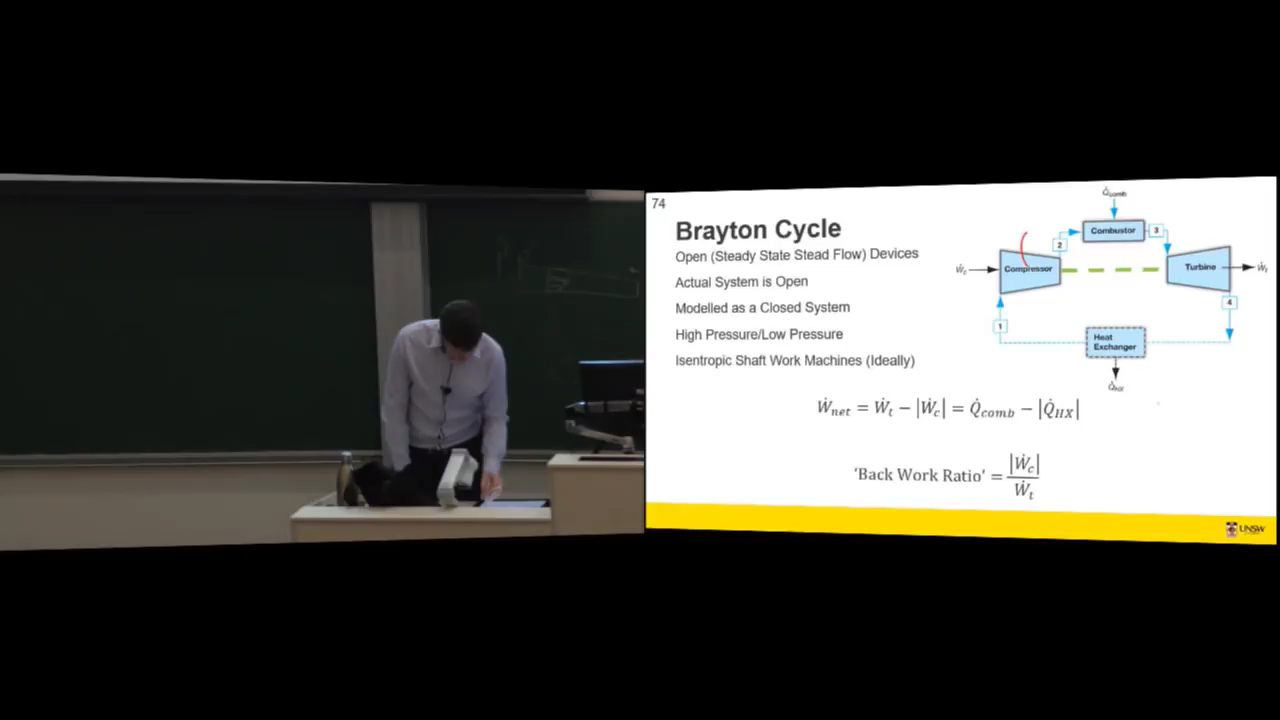 74
Brayton Cycle
Open (Steady State Stead Flow) Devices
Actual System is Open
Modelled as a Closed System
High Pressure/Low Pressure
Isentropic Shaft Work Machines (Ideally)
Q̇comb
Combustor
2
3
Ẇc
Compressor
Turbine
Ẇt
1
4
Heat
Exchanger
Q̇HX
Ẇnet = Ẇt − |Ẇc| = Q̇comb − |Q̇HX|
'Back Work Ratio' = |Ẇc| / Ẇt
UNSW